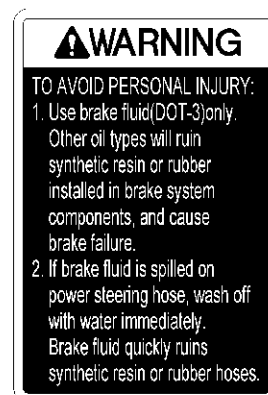 WARNING
TO AVOID PERSONAL INJURY:
1. Use brake fluid(DOT-3)only.
Other oil types will ruin
synthetic resin or rubber
installed in brake system
components, and cause
brake failure.
2. If brake fluid is spilled on
power steering hose, wash off
with water immediately.
Brake fluid quickly ruins
synthetic resin or rubber hoses.